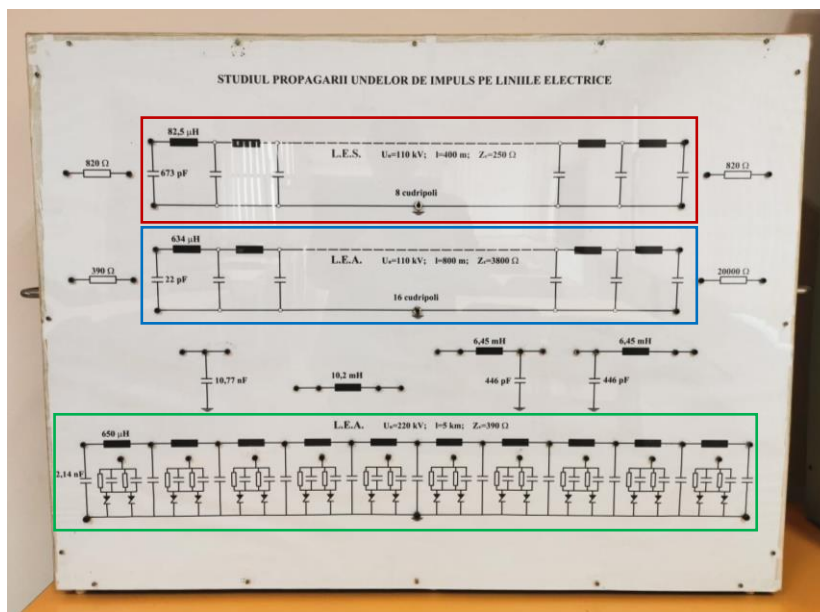 STUDIUL PROPAGARII UNDELOR DE IMPULS PE LINIILE ELECTRICE
82,5 μH
L.E.S. Uₙ=110 kV; l=400 m; Z꜀=250 Ω
820 Ω
673 pF
820 Ω
8 cudripoli
634 μH
L.E.A. Uₙ=110 kV; l=800 m; Z꜀=3800 Ω
390 Ω
22 pF
20000 Ω
16 cudripoli
6,45 mH
6,45 mH
10,77 nF
10,2 mH
446 pF
446 pF
L.E.A. Uₙ=220 kV; l=5 km; Z꜀=390 Ω
650 μH
2,14 nF